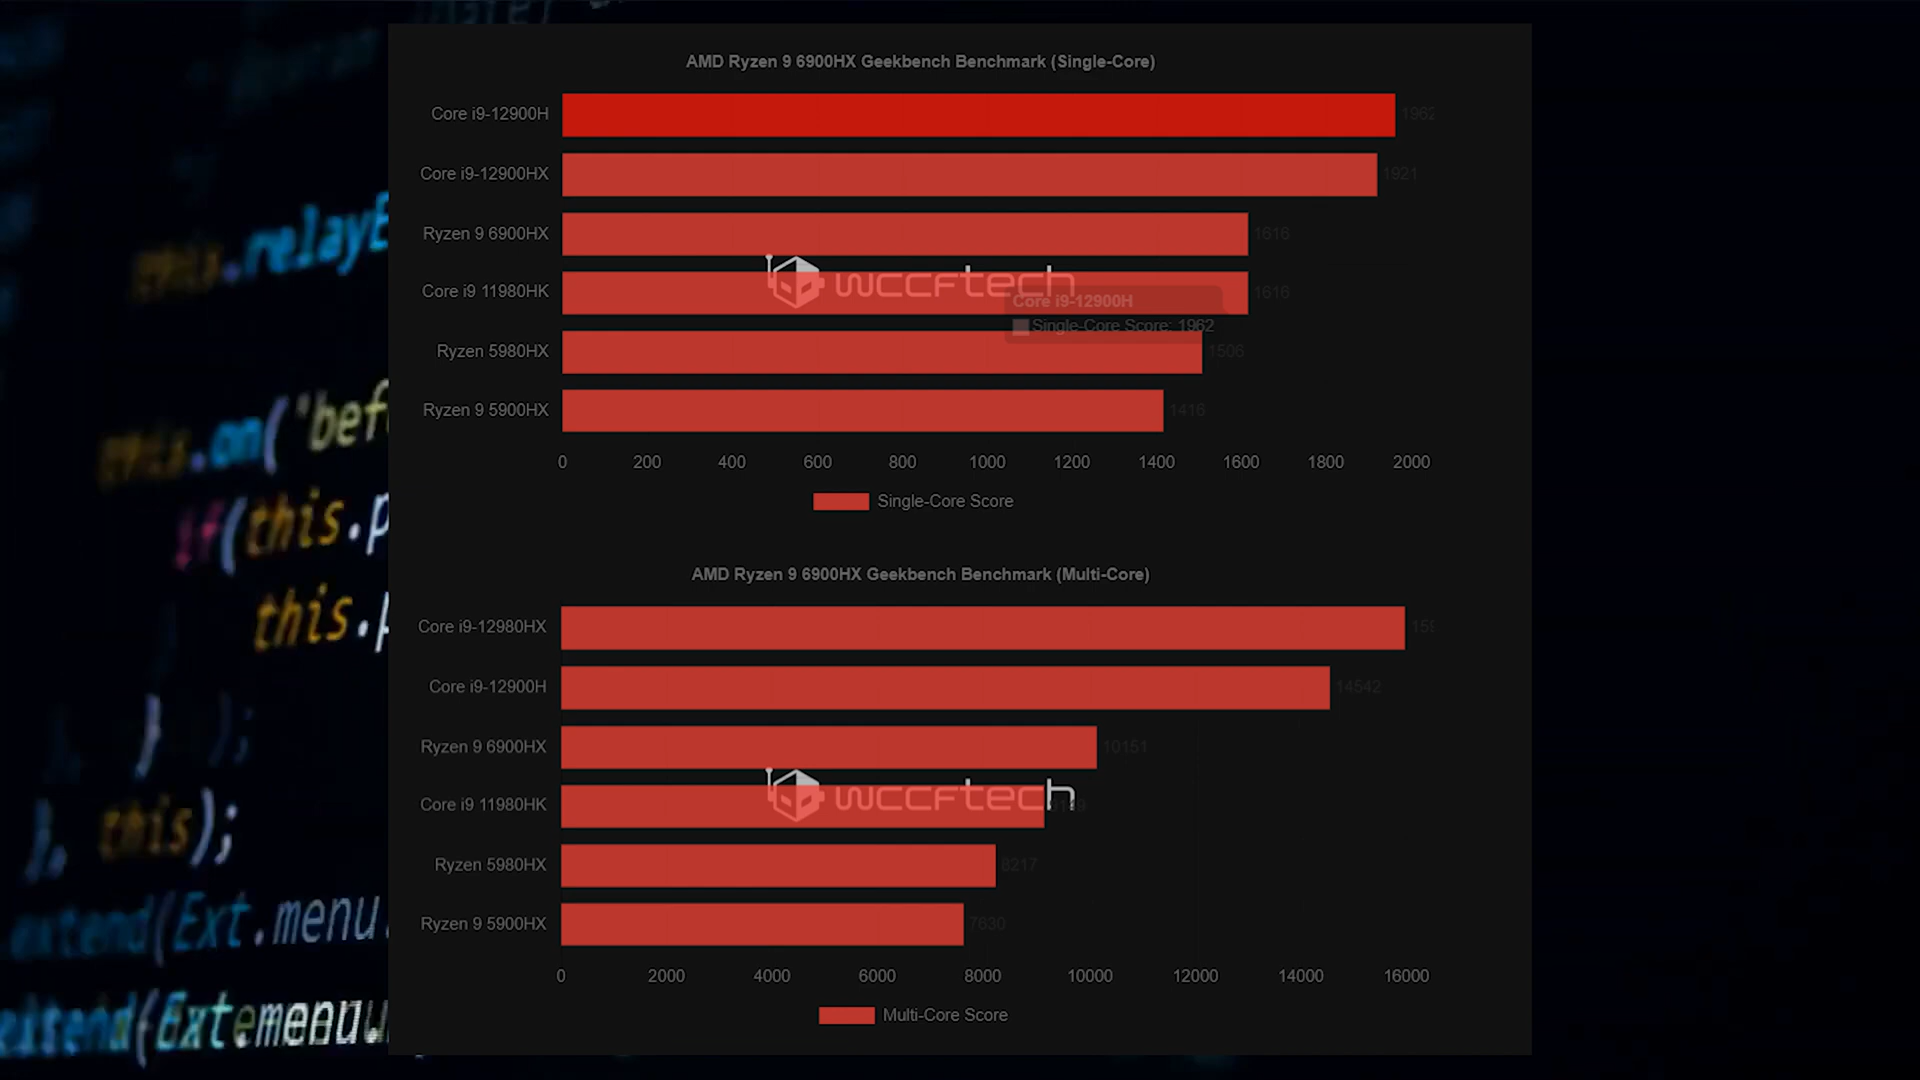 AMD Ryzen 9 6900HX Geekbench Benchmark (Single-Core)
Core i9-12900H 1962
Core i9-12900HX 1921
Ryzen 9 6900HX 1616
wccftech
Core i9 11980HK 1616
Core i9-12900H
Single-Core Score: 1962
Ryzen 5980HX 1506
Ryzen 9 5900HX 1416
0 200 400 600 800 1000 1200 1400 1600 1800 2000
Single-Core Score
AMD Ryzen 9 6900HX Geekbench Benchmark (Multi-Core)
Core i9-12980HX
Core i9-12900H 14542
Ryzen 9 6900HX 10151
wccftech
Core i9 11980HK
Ryzen 5980HX 8217
Ryzen 9 5900HX 7630
0 2000 4000 6000 8000 10000 12000 14000 16000
Multi-Core Score
this.relayE
this.on('bef
if(this.p
this.p
} );
}, this);
extend(Ext.menu.